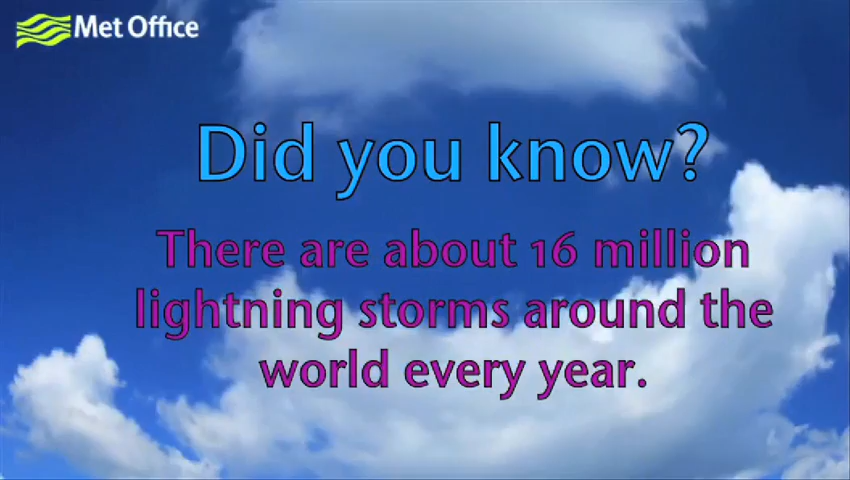 Met Office
Did you know?
There are about 16 million
lightning storms around the
world every year.